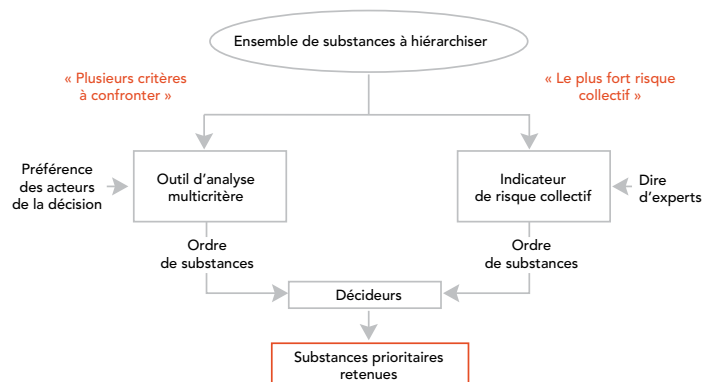 Ensemble de substances à hiérarchiser
« Plusieurs critères
à confronter »
« Le plus fort risque
collectif »
Préférence
des acteurs
de la décision
Outil d’analyse
multicritère
Indicateur
de risque collectif
Dire
d’experts
Ordre
de substances
Ordre
de substances
Décideurs
Substances prioritaires
retenues